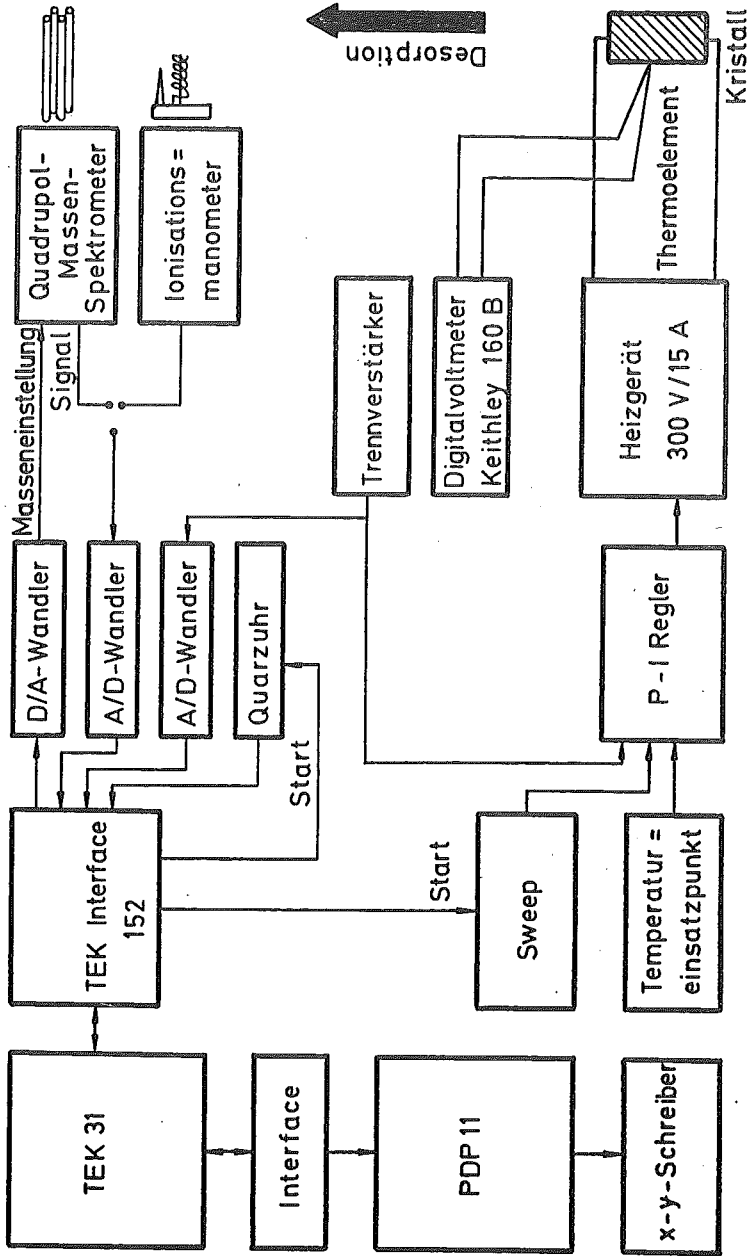 TEK 31
Interface
PDP 11
x-y-Schreiber
TEK Interface
152
Start
Start
Sweep
Temperatur =
einsatzpunkt
D/A-Wandler
A/D-Wandler
A/D-Wandler
Quarzuhr
P-I Regler
Masseneinstellung
Signal
Trennverstärker
Digitalvoltmeter
Keithley 160 B
Heizgerät
300 V/15 A
Quadrupol-
Massen-
Spektrometer
Ionisations =
manometer
Desorption
Thermoelement
Kristall